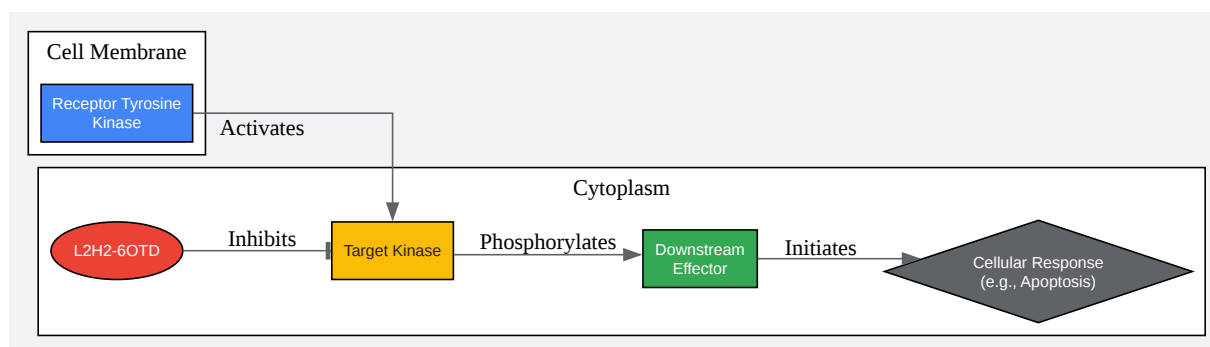 Cell Membrane
Receptor Tyrosine
Kinase
Activates
Cytoplasm
L2H2-6OTD
Inhibits
Target Kinase
Phosphorylates
Downstream
Effector
Initiates
Cellular Response
(e.g., Apoptosis)